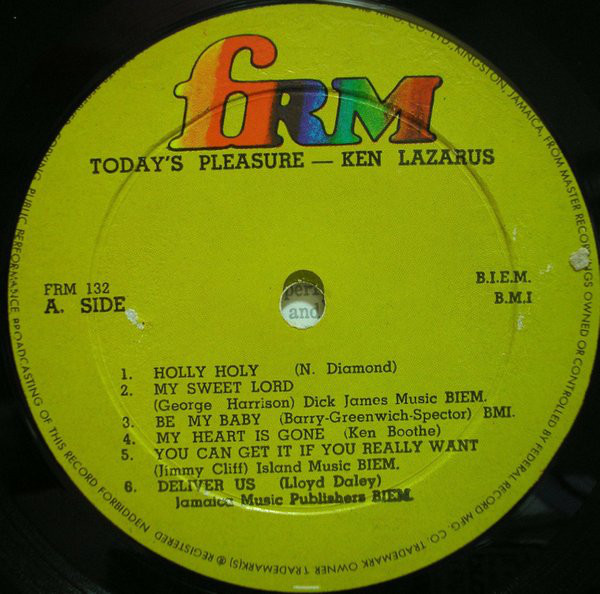 FRM
TODAY'S PLEASURE — KEN LAZARUS
FRM 132
A. SIDE
B.I.E.M.
B.M.I
1. HOLLY HOLY (N. Diamond)
2. MY SWEET LORD
(George Harrison) Dick James Music BIEM.
3. BE MY BABY (Barry-Greenwich-Spector) BMI.
4. MY HEART IS GONE (Ken Boothe)
5. YOU CAN GET IT IF YOU REALLY WANT
(Jimmy Cliff) Island Music BIEM.
6. DELIVER US (Lloyd Daley)
Jamaica Music Publishers BIEM.
MFG. CO. LTD., KINGSTON, JAMAICA, FROM MASTER RECORDINGS OWNED OR CONTROLLED BY FEDERAL RECORD MFG. CO. TRADEMARK OWNER TRADEMARK(S) ® REGISTERED
PUBLIC PERFORMANCE BROADCASTING OF THIS RECORD FORBIDDEN
and